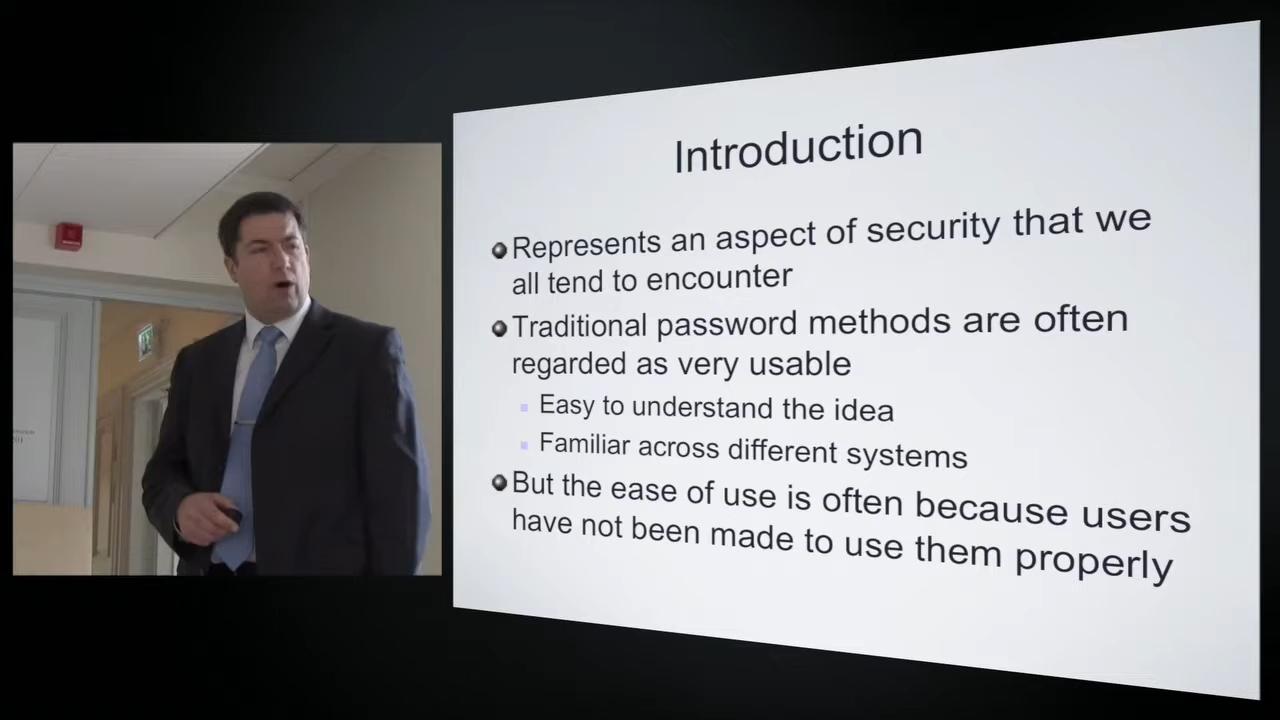 Introduction
Represents an aspect of security that we
all tend to encounter
Traditional password methods are often
regarded as very usable
Easy to understand the idea
Familiar across different systems
But the ease of use is often because users
have not been made to use them properly